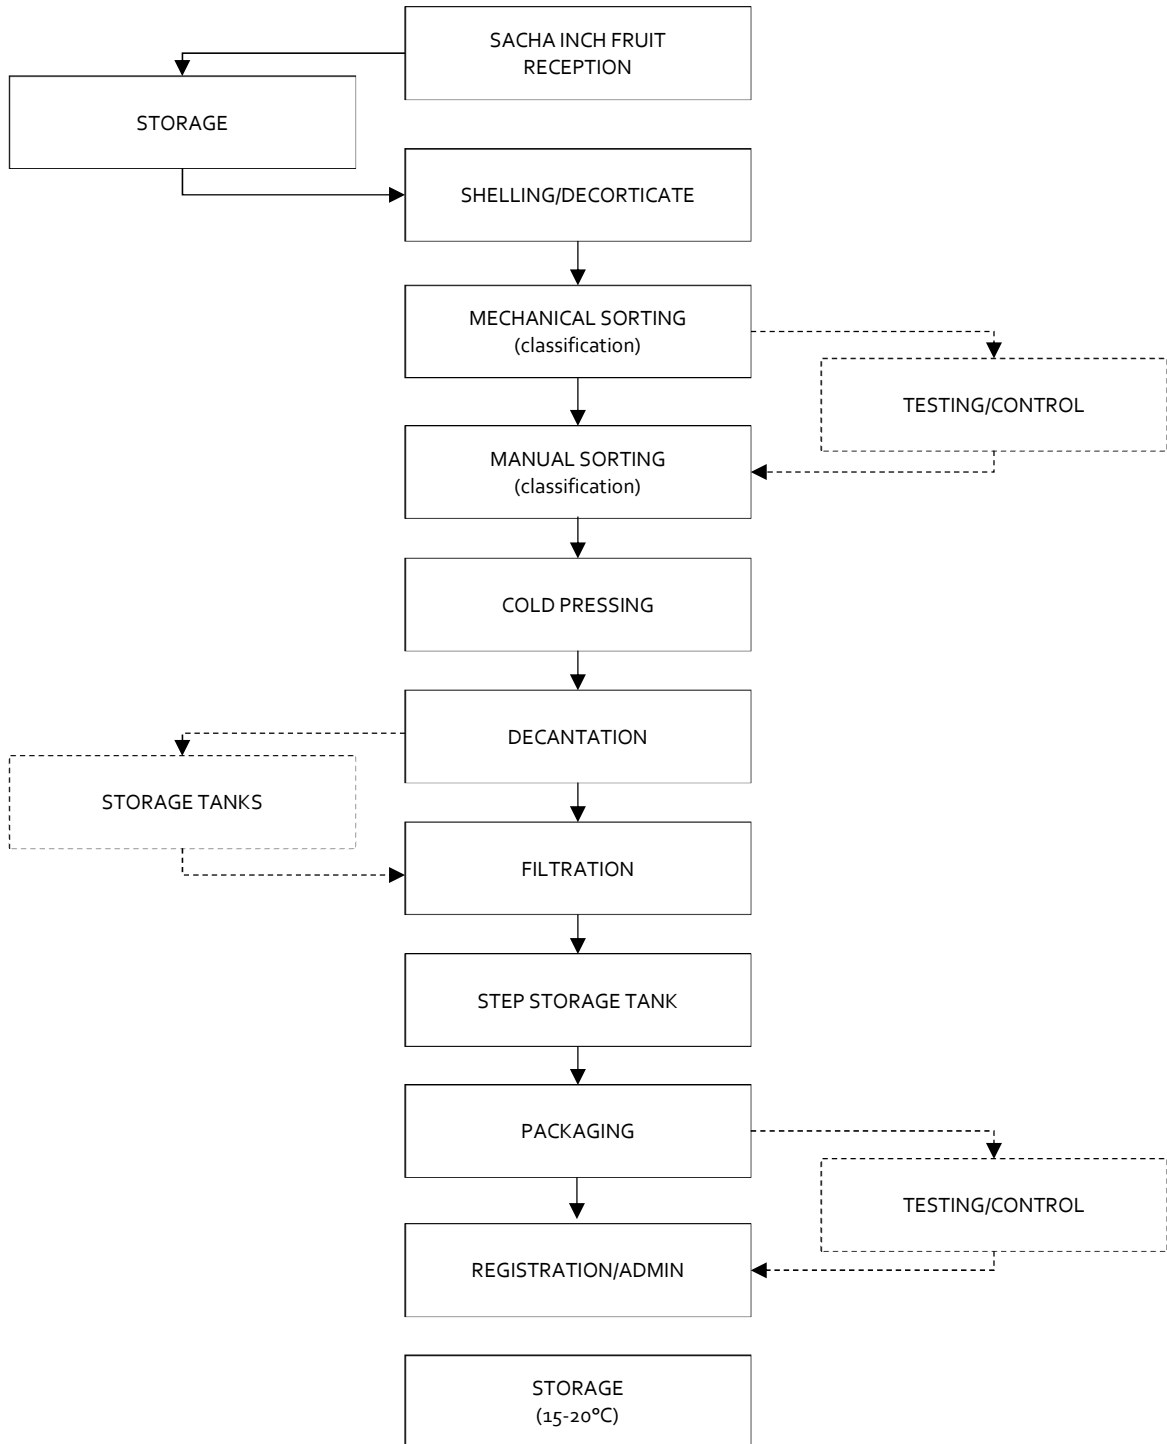 SACHA INCH FRUIT
RECEPTION
STORAGE
SHELLING/DECORTICATE
MECHANICAL SORTING
(classification)
TESTING/CONTROL
MANUAL SORTING
(classification)
COLD PRESSING
DECANTATION
STORAGE TANKS
FILTRATION
STEP STORAGE TANK
PACKAGING
TESTING/CONTROL
REGISTRATION/ADMIN
STORAGE
(15-20°C)